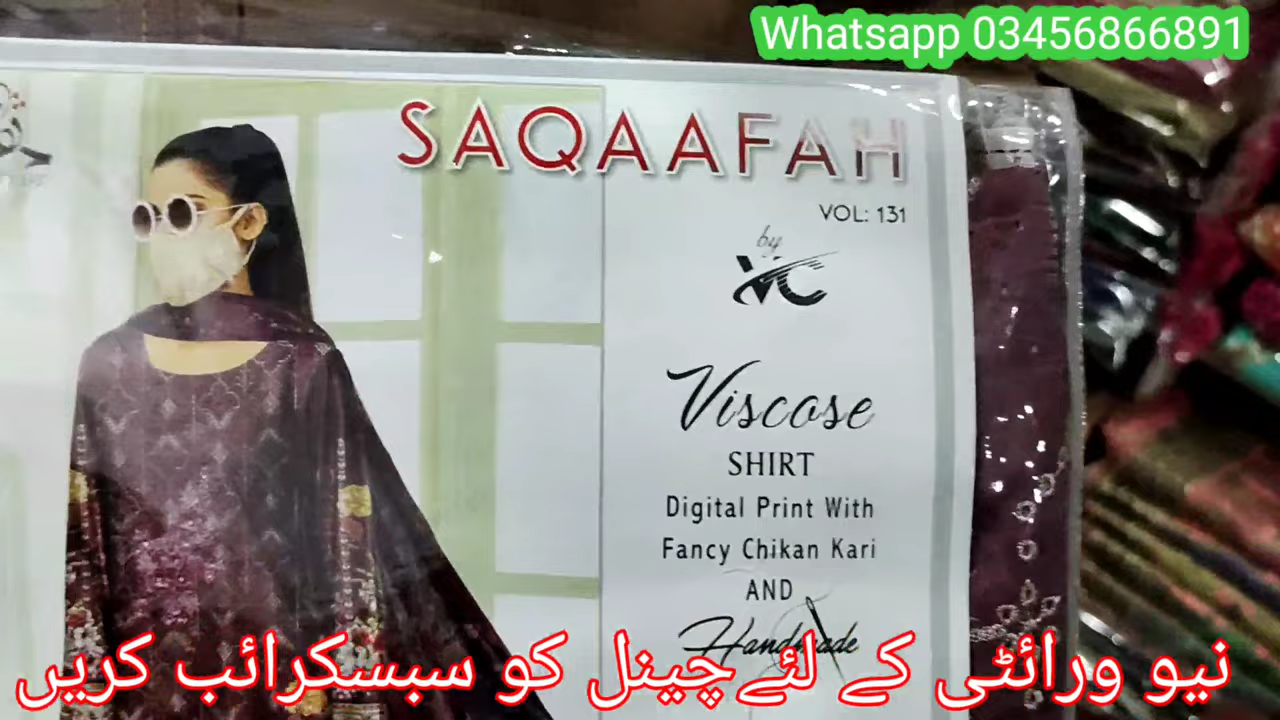 Whatsapp 03456866891
SAQAAFAH
VOL: 131
by
VC
Viscose
SHIRT
Digital Print With
Fancy Chikan Kari
AND
Handmade
نیو ورائٹی کے لئے چینل کو سبسکرائب کریں